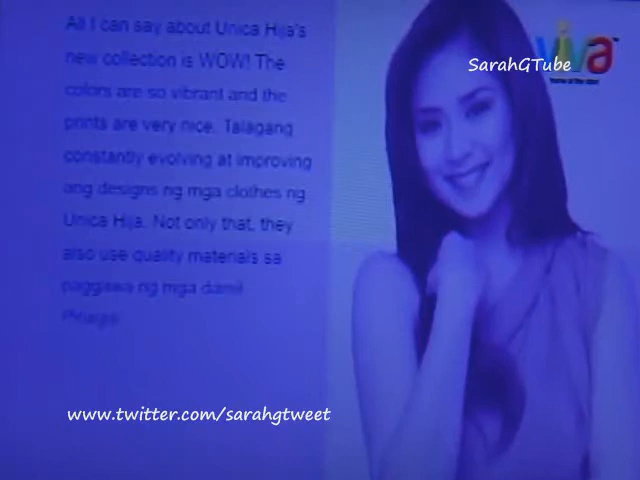 All I can say about Unica Hija's
new collection is WOW! The
colors are so vibrant and the
prints are very nice. Talagang
constantly evolving at improving
ang designs ng mga clothes ng
Unica Hija. Not only that, they
also use quality materials sa
paggawa ng mga damit
SarahGTube
viva
www.twitter.com/sarahgtweet